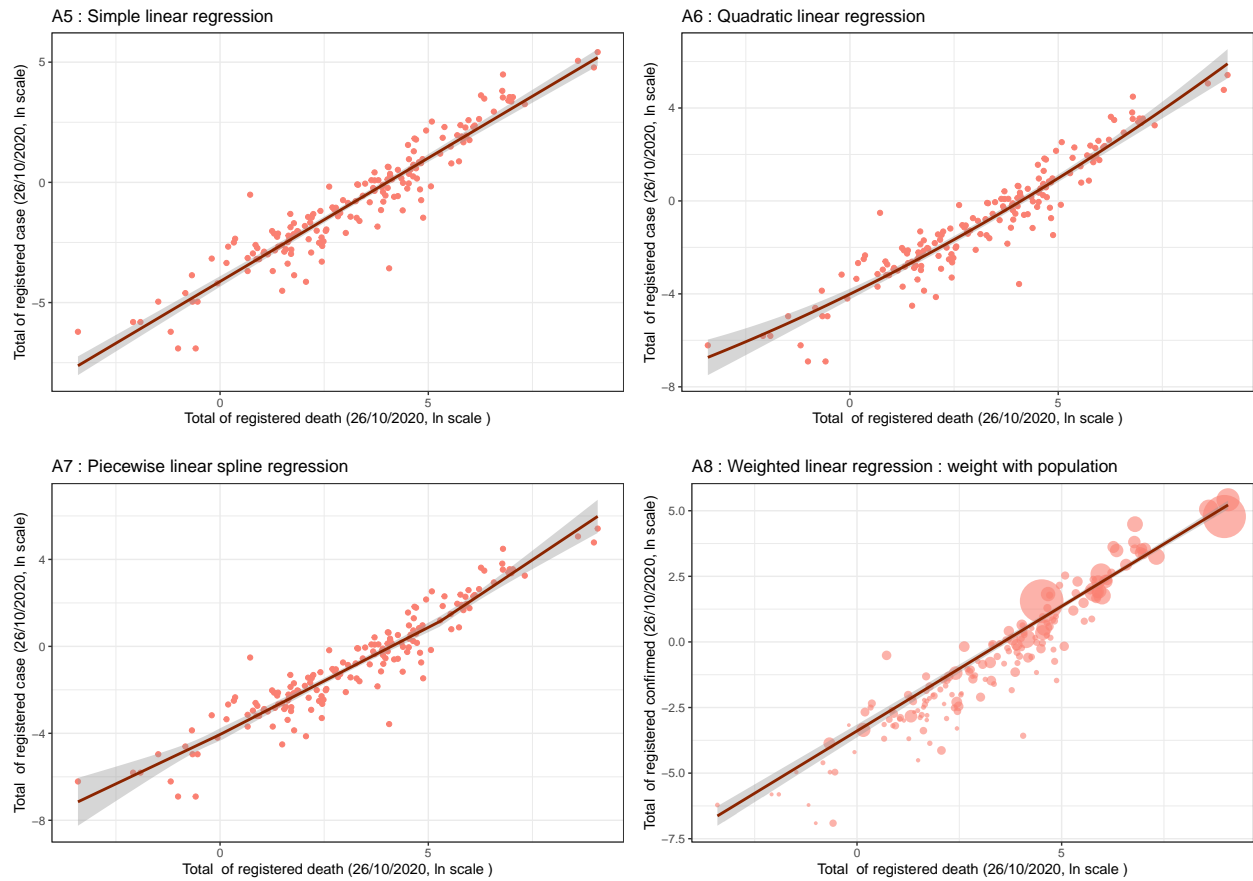 A5 : Simple linear regression
Total of registered case (26/10/2020, ln scale)
5
0
−5
0
5
Total of registered death (26/10/2020, ln scale )
A6 : Quadratic linear regression
Total of registered case (26/10/2020, ln scale)
4
0
−4
−8
0
5
Total of registered death (26/10/2020, ln scale )
A7 : Piecewise linear spline regression
Total of registered case (26/10/2020, ln scale)
4
0
−4
−8
0
5
Total of registered death (26/10/2020, ln scale )
A8 : Weighted linear regression : weight with population
Total of registered confirmed (26/10/2020, ln scale)
5.0
2.5
0.0
−2.5
−5.0
−7.5
0
5
Total of registered death (26/10/2020, ln scale )